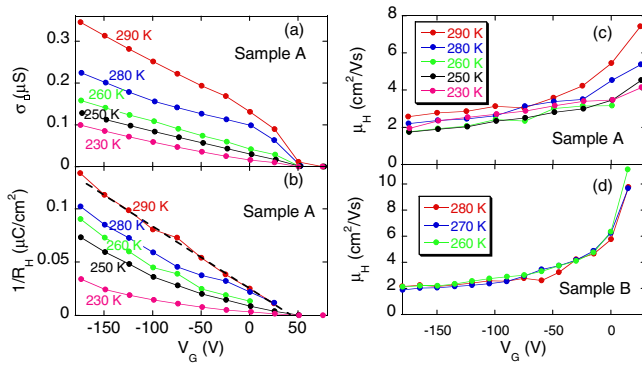 (a)
0.3
0.2
0.1
0
σ□(μS
290 K
280 K
260 K
250 K
230 K
Sample A
(b)
0.1
0.05
0
1/R_H (μC/cm²)
290 K
280 K
260 K
250 K
230 K
Sample A
-150 -100 -50 0 50
V_G (V)
(c)
8
6
4
2
0
μ_H (cm²/Vs)
290 K
280 K
260 K
250 K
230 K
Sample A
(d)
10
8
6
4
2
0
μ_H (cm²/Vs)
280 K
270 K
260 K
Sample B
-150 -100 -50 0
V_G (V)